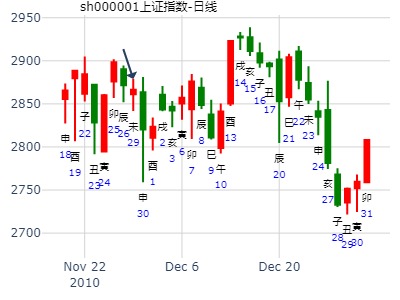 sh000001上证指数-日线
2950
2900
2850
2800
2750
2700
申 18
酉 19
子 22
丑 23
寅 24
卯 25
辰 26
未 29
申 30
酉 1
戌 2
亥 3
寅 6
卯 7
辰 8
巳 9
午 10
酉 13
戌 14
亥 15
子 16
丑 17
辰 20
巳 21
午 22
未 23
申 24
亥 27
子 28
丑 29
寅 30
卯 31
Nov 22
2010
Dec 6
Dec 20